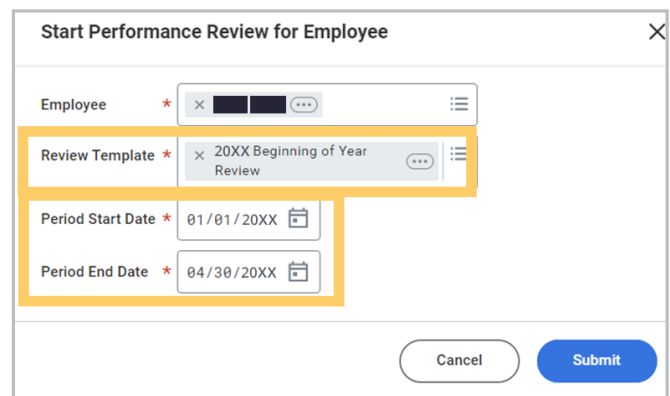 Start Performance Review for Employee
Employee *
Review Template * 20XX Beginning of Year
Review
Period Start Date * 01/01/20XX
Period End Date * 04/30/20XX
Cancel Submit